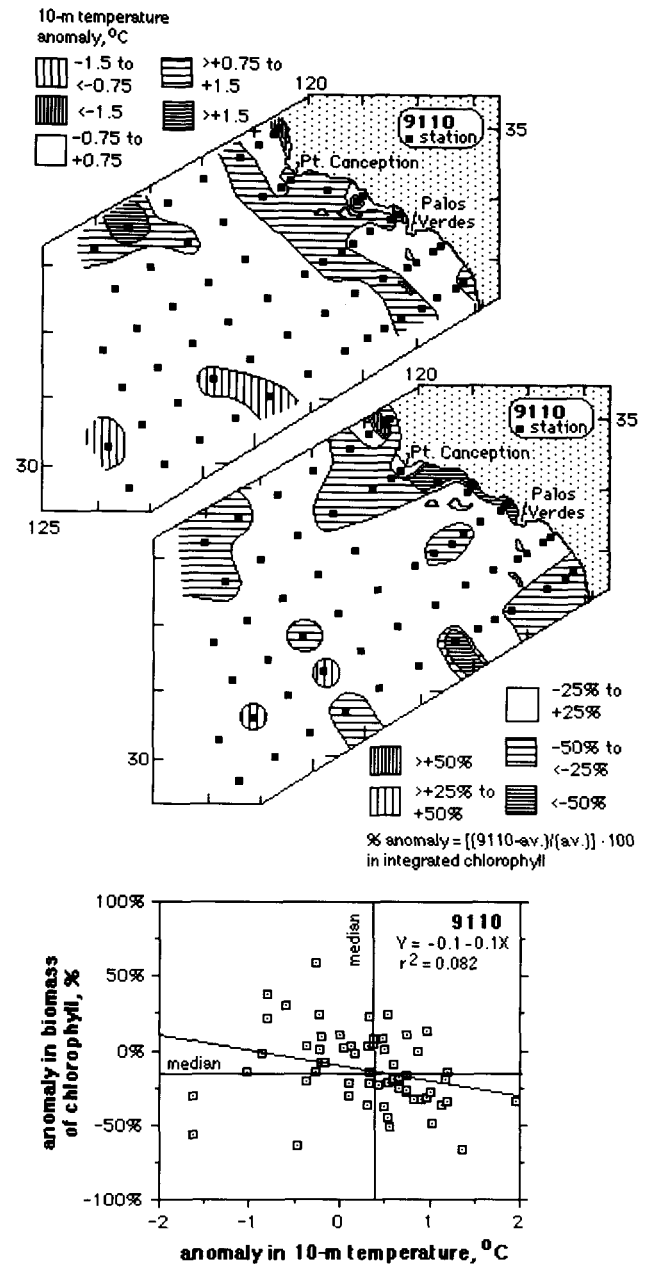 10-m temperature
anomaly, °C
-1.5 to
<-0.75
>+0.75 to
+1.5
<-1.5
>+1.5
-0.75 to
+0.75
120
9110
■ station
35
Pt. Conception
Palos
Verdes
30
125
120
9110
■ station
35
Pt. Conception
Palos
Verdes
30
-25% to
+25%
>+50%
-50% to
<-25%
>+25% to
+50%
<-50%
% anomaly = [(9110-av.)/(av.)] · 100
in integrated chlorophyll
100%
50%
0%
-50%
-100%
anomaly in biomass
of chlorophyll, %
median
median
9110
Y = -0.1 -0.1X
r² = 0.082
-2 -1 0 1 2
anomaly in 10-m temperature, °C